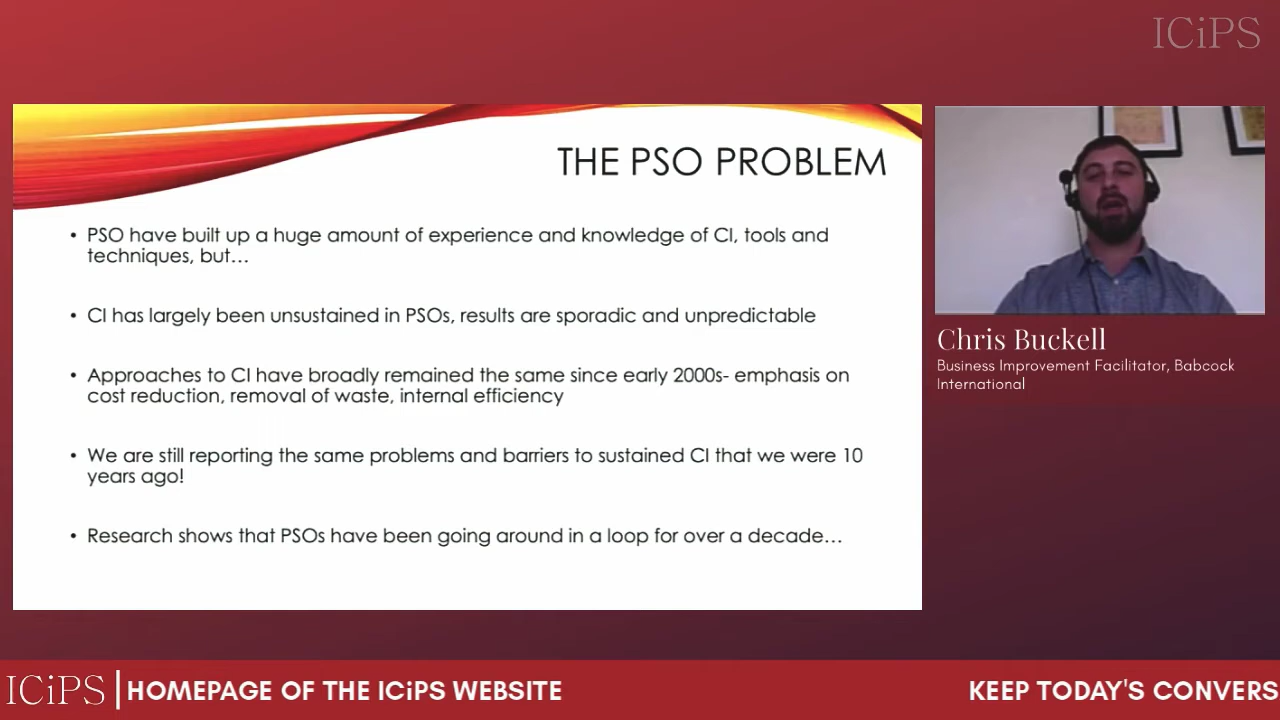 ICiPS
THE PSO PROBLEM
• PSO have built up a huge amount of experience and knowledge of CI, tools and
techniques, but…
• CI has largely been unsustained in PSOs, results are sporadic and unpredictable
• Approaches to CI have broadly remained the same since early 2000s- emphasis on
cost reduction, removal of waste, internal efficiency
• We are still reporting the same problems and barriers to sustained CI that we were 10
years ago!
• Research shows that PSOs have been going around in a loop for over a decade…
Chris Buckell
Business Improvement Facilitator, Babcock
International
ICiPS HOMEPAGE OF THE ICiPS WEBSITE KEEP TODAY'S CONVERS